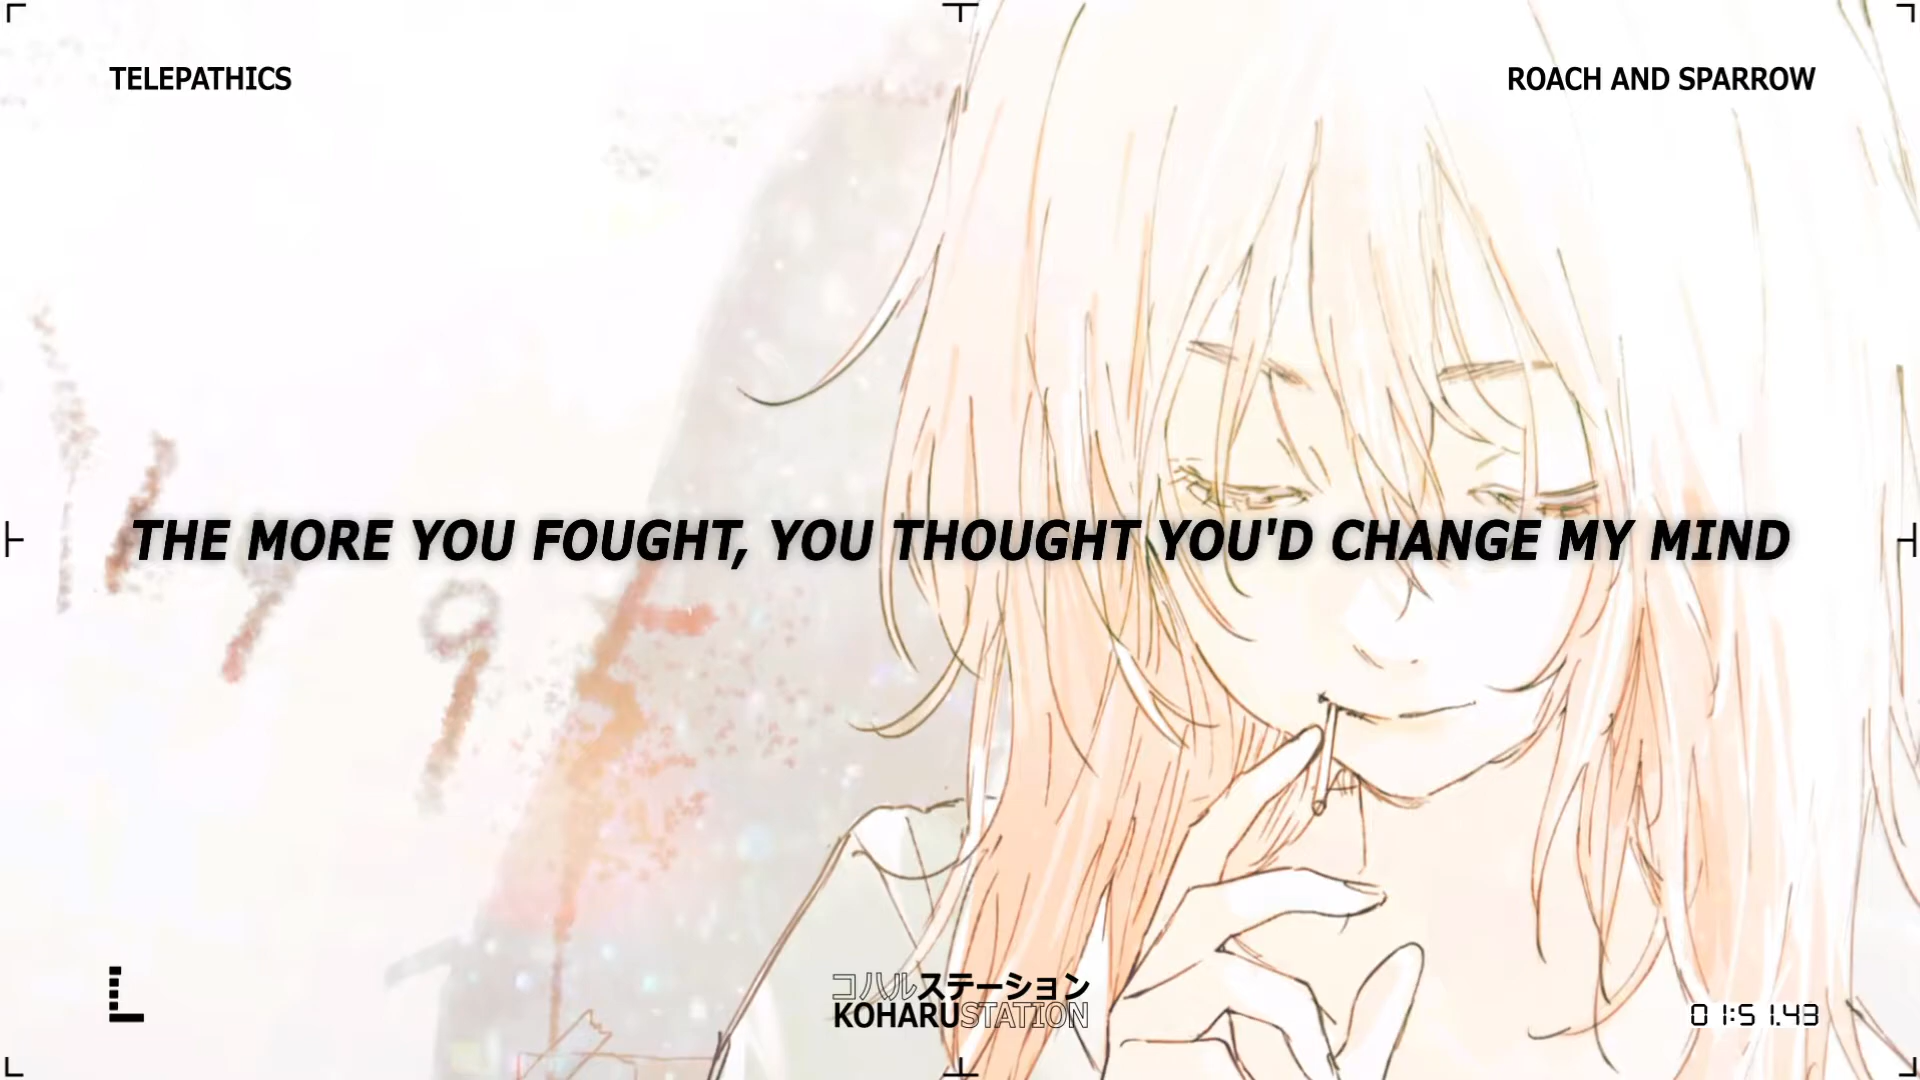 TELEPATHICS
ROACH AND SPARROW
THE MORE YOU FOUGHT, YOU THOUGHT YOU'D CHANGE MY MIND
コハルステーション
KOHARUSTATION
01:51.43